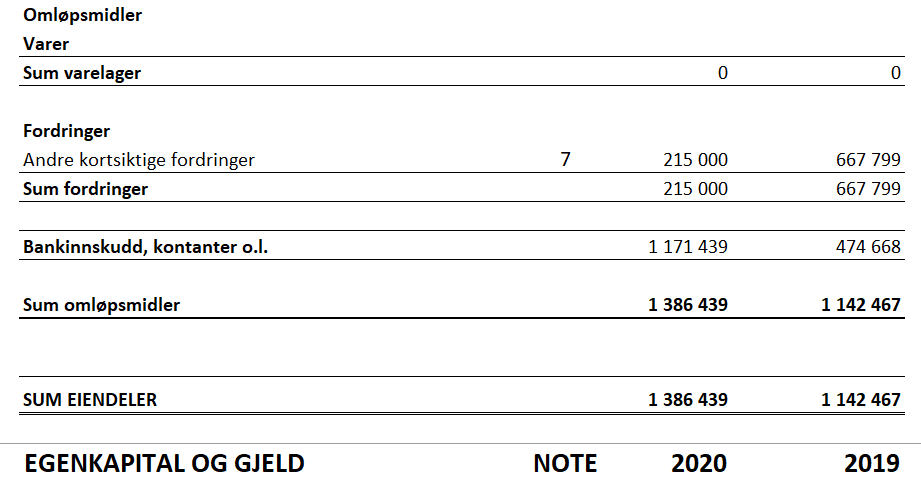 Omløpsmidler
Varer
Sum varelager 0 0
Fordringer
Andre kortsiktige fordringer 7 215 000 667 799
Sum fordringer 215 000 667 799
Bankinnskudd, kontanter o.l. 1 171 439 474 668
Sum omløpsmidler 1 386 439 1 142 467
SUM EIENDELER 1 386 439 1 142 467
EGENKAPITAL OG GJELD NOTE 2020 2019